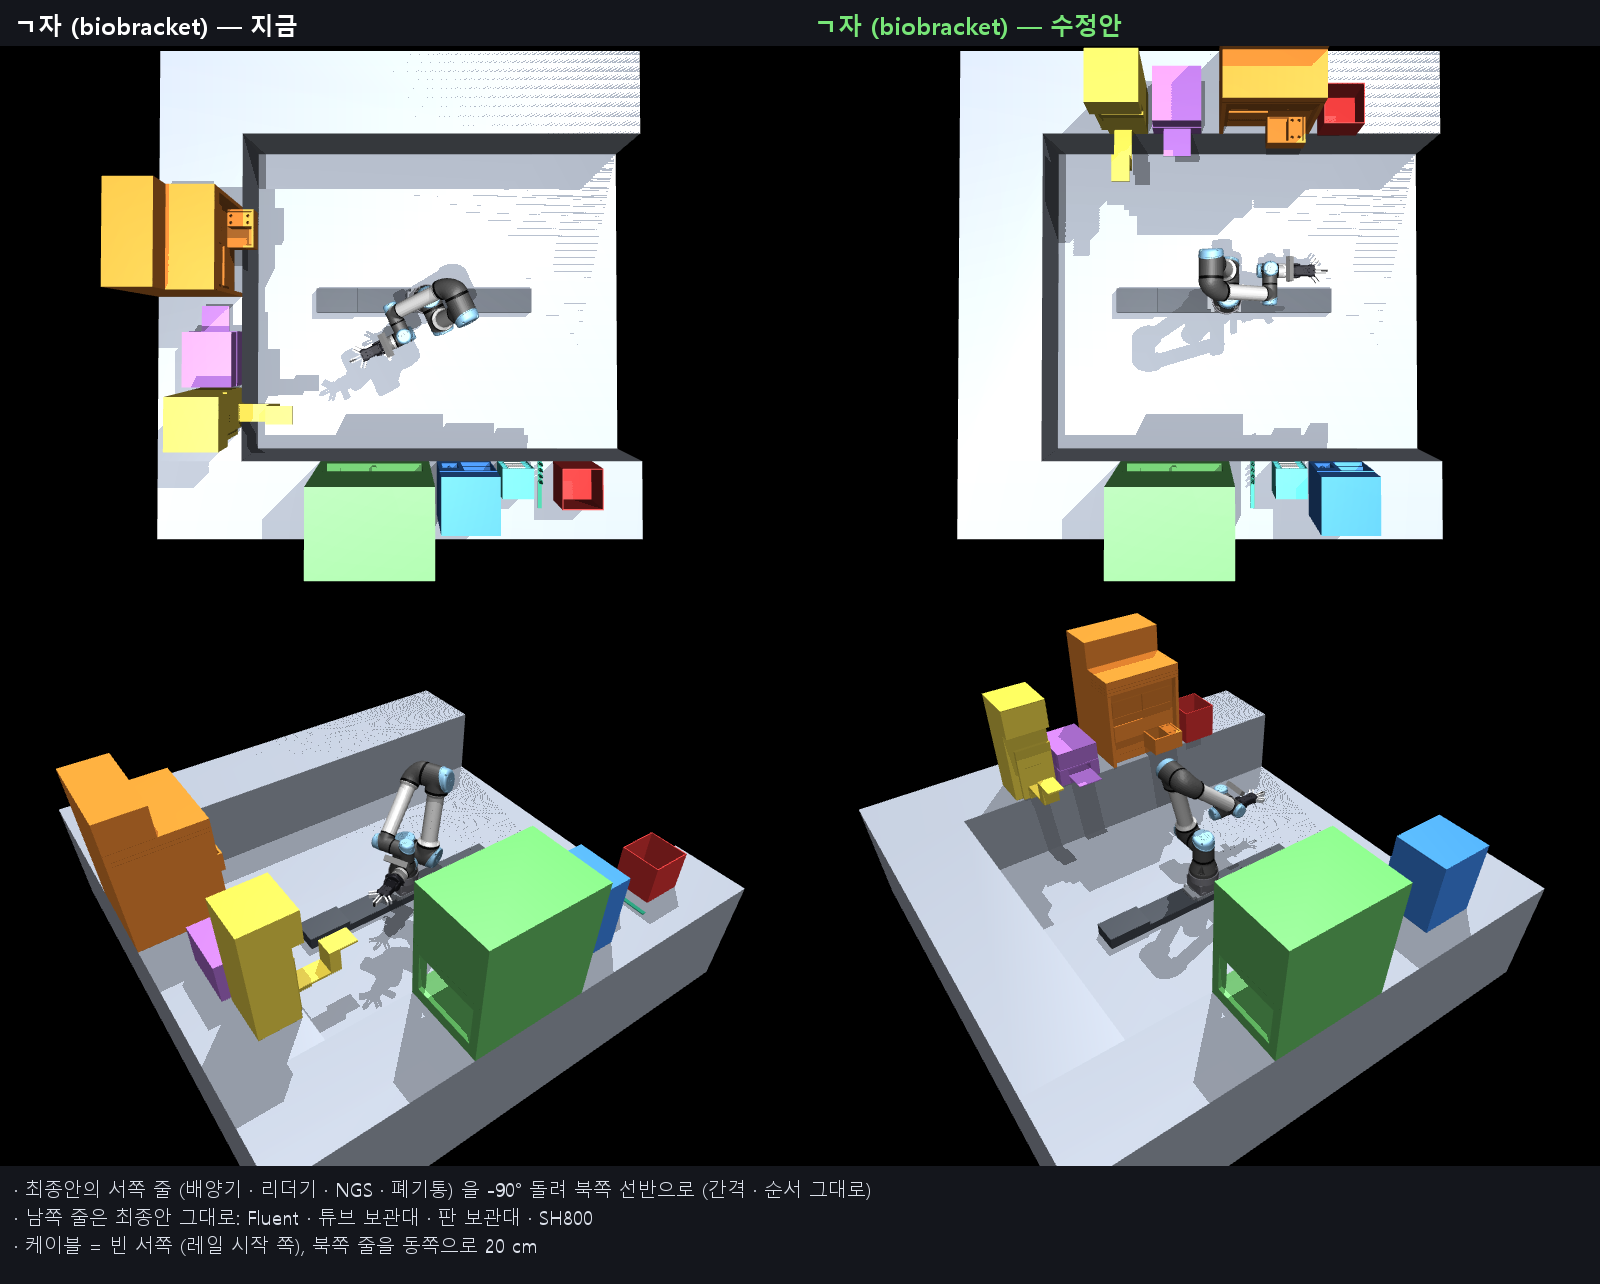 ㄱ자 (biobracket) — 지금
ㄱ자 (biobracket) — 수정안
· 최종안의 서쪽 줄 (배양기 · 리더기 · NGS · 폐기통) 을 -90° 돌려 북쪽 선반으로 (간격 · 순서 그대로)
· 남쪽 줄은 최종안 그대로: Fluent · 튜브 보관대 · 판 보관대 · SH800
· 케이블 = 빈 서쪽 (레일 시작 쪽), 북쪽 줄을 동쪽으로 20 cm